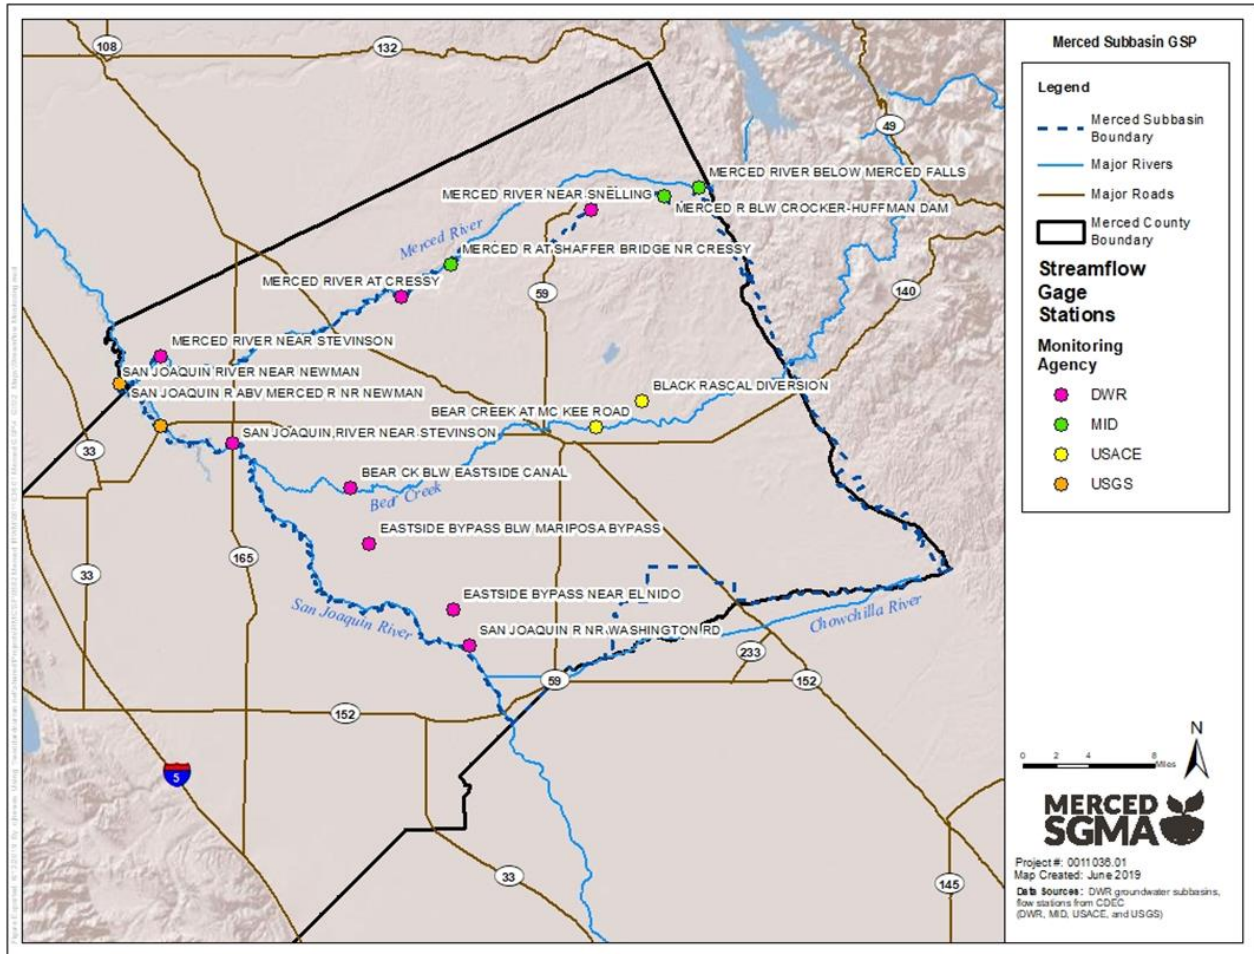 108
132
49
MERCED RIVER BELOW MERCED FALLS
MERCED RIVER NEAR SNELLING
MERCED R BLW CROCKER-HUFFMAN DAM
Merced River
MERCED R AT SHAFFER BRIDGE NR CRESSY
MERCED RIVER AT CRESSY
59
140
MERCED RIVER NEAR STEVINSON
SAN JOAQUIN RIVER NEAR NEWMAN
SAN JOAQUIN R ABV MERCED R NR NEWMAN
BLACK RASCAL DIVERSION
BEAR CREEK AT MC KEE ROAD
SAN JOAQUIN RIVER NEAR STEVINSON
33
BEAR CK BLW EASTSIDE CANAL
Bear Creek
EASTSIDE BYPASS BLW MARIPOSA BYPASS
165
33
EASTSIDE BYPASS NEAR EL NIDO
San Joaquin River
SAN JOAQUIN R NR WASHINGTON RD
Chowchilla River
233
59
152
152
5
33
145
Merced Subbasin GSP
Legend
Merced Subbasin
Boundary
Major Rivers
Major Roads
Merced County
Boundary
Streamflow
Gage
Stations
Monitoring
Agency
DWR
MID
USACE
USGS
N
0 2 4 8
Miles
MERCED
SGMA
Project #: 0011036.01
Map Created: June 2019
Data Sources: DWR groundwater subbasins,
flow stations from CDEC
(DWR, MID, USACE, and USGS)